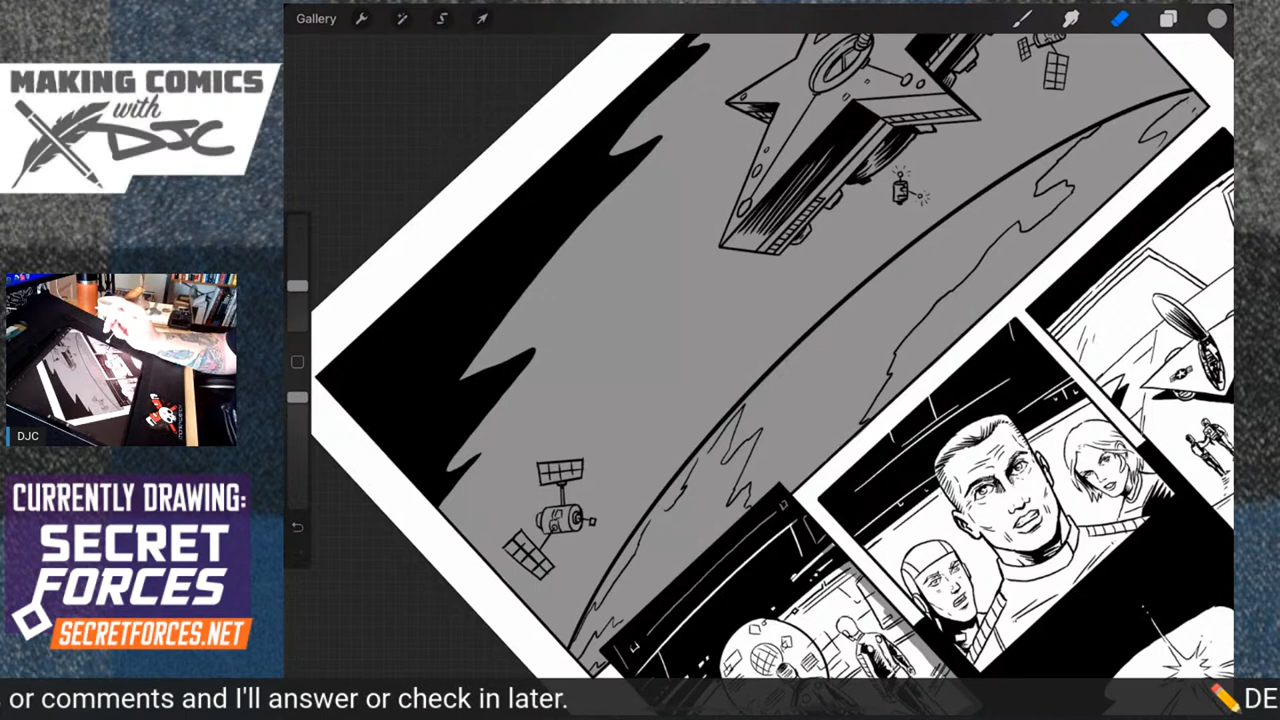 Gallery
MAKING COMICS
with
DJC
DJC
CURRENTLY DRAWING:
SECRET
FORCES
SECRETFORCES.NET
or comments and I'll answer or check in later.
✏️DE